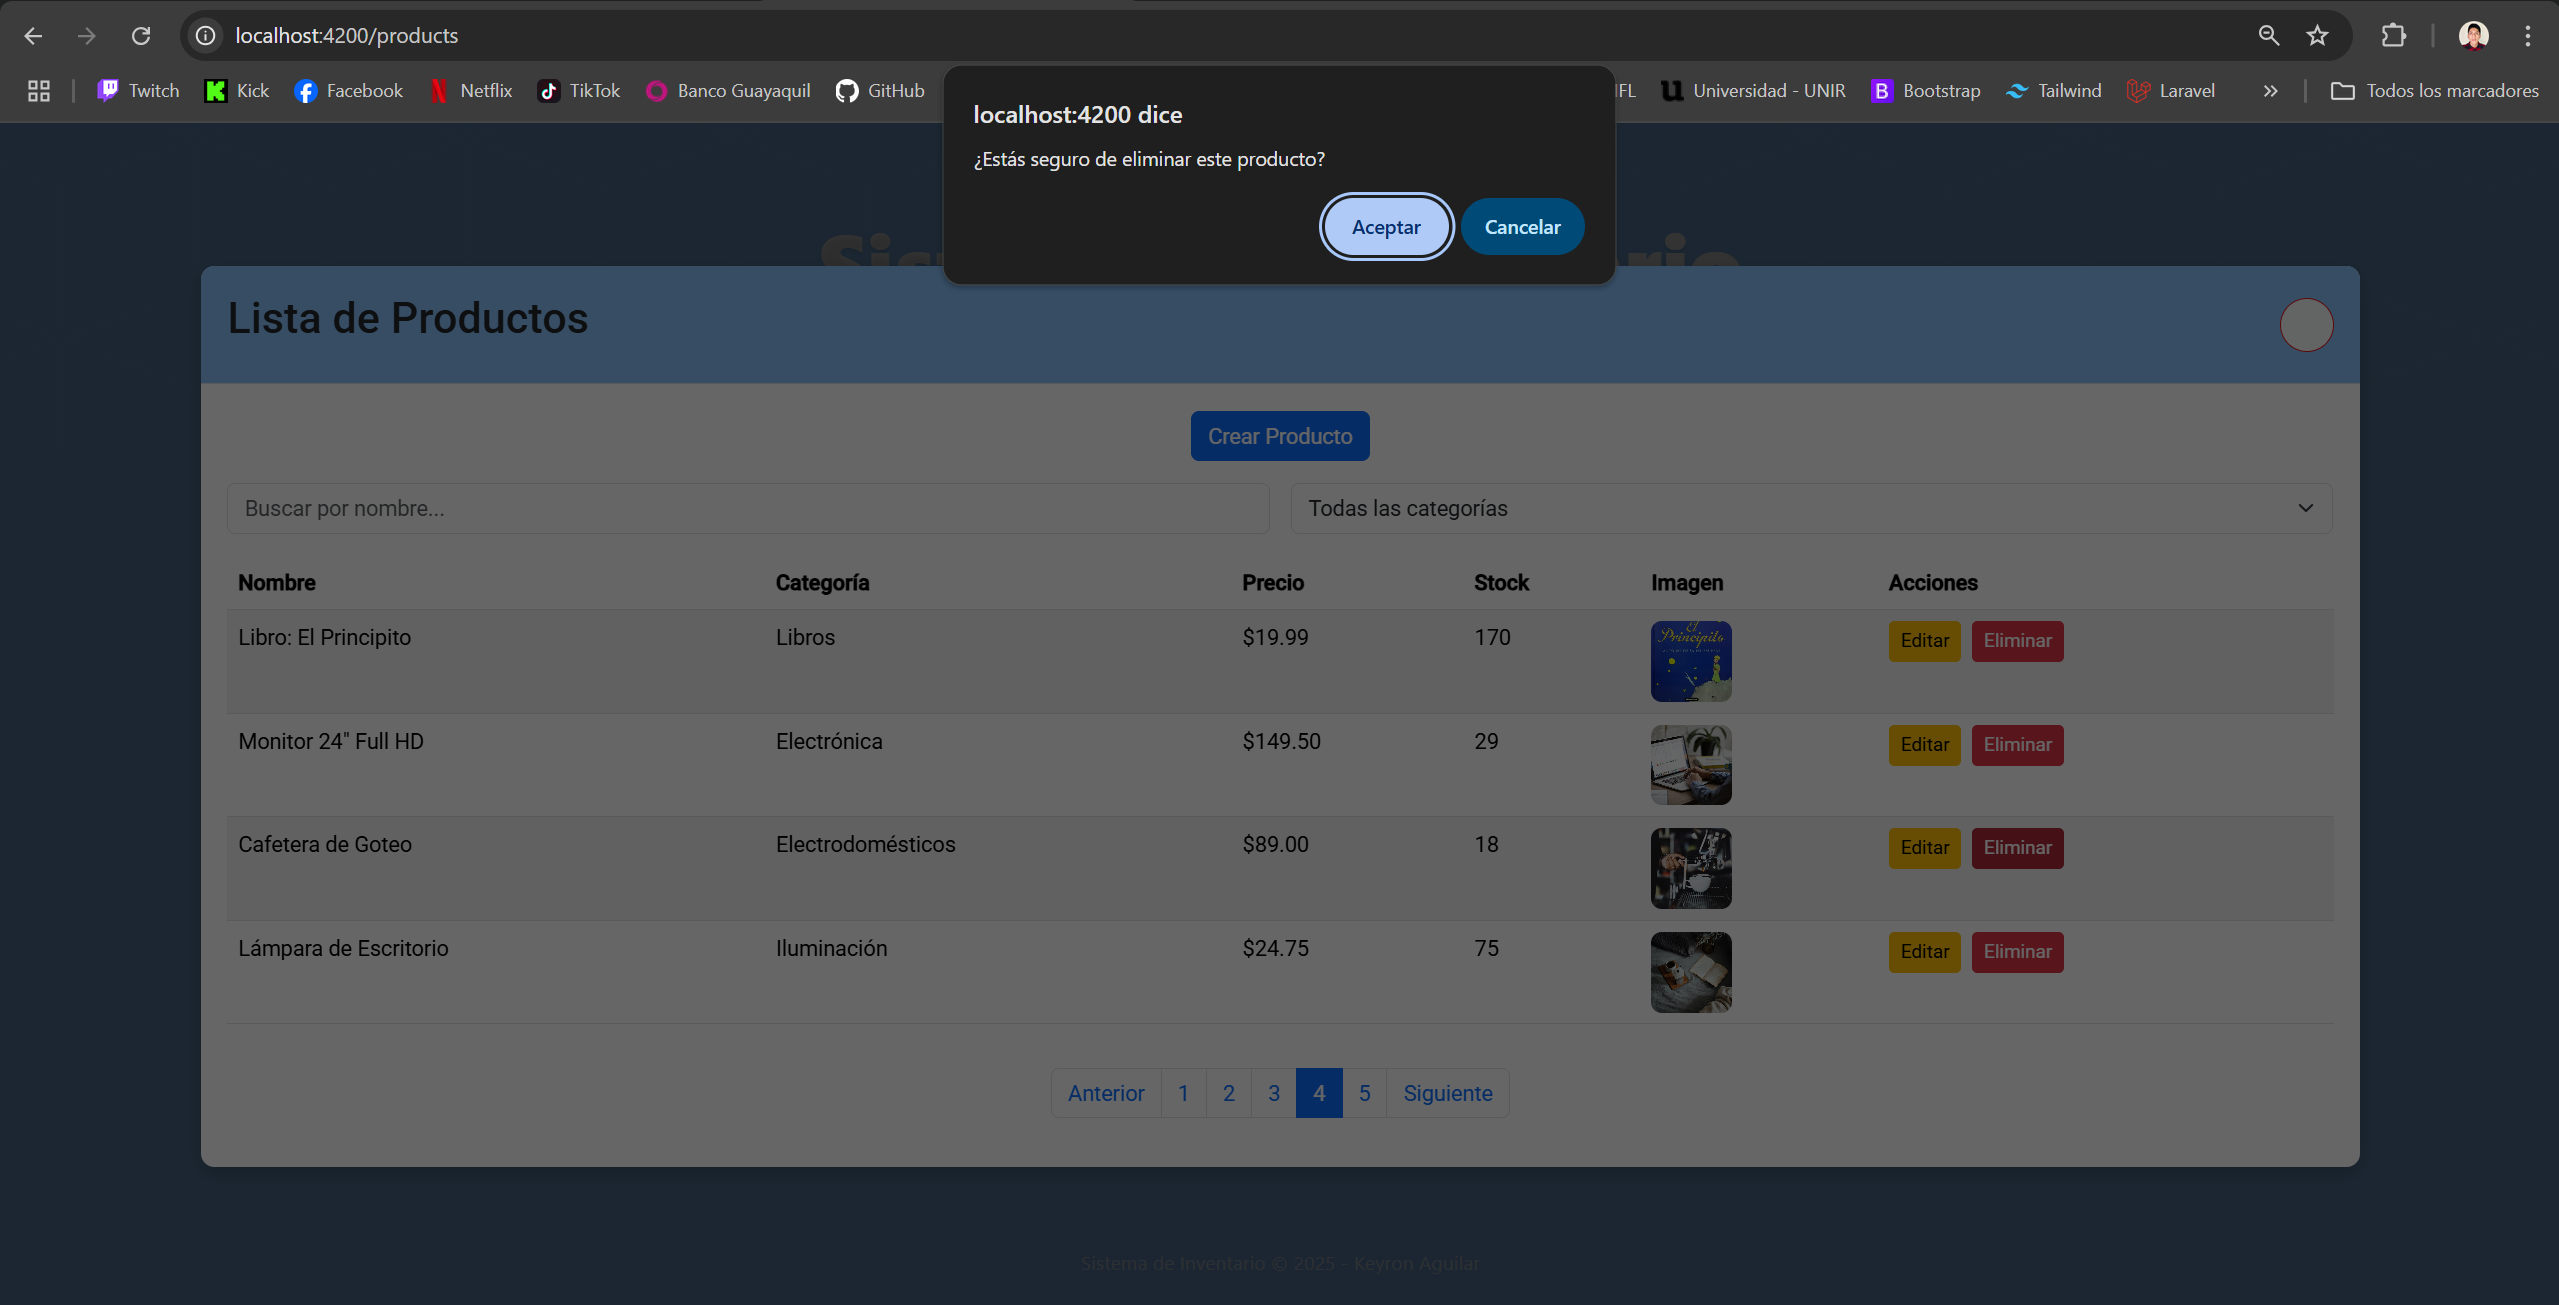 localhost:4200/products
Twitch Kick Facebook Netflix TikTok Banco Guayaquil GitHub IFL Universidad - UNIR Bootstrap Tailwind Laravel Todos los marcadores
localhost:4200 dice
¿Estás seguro de eliminar este producto?
Aceptar Cancelar
Lista de Productos
Crear Producto
Buscar por nombre... Todas las categorías
Nombre Categoría Precio Stock Imagen Acciones
Libro: El Principito Libros $19.99 170 El Principito Editar Eliminar
Monitor 24" Full HD Electrónica $149.50 29 Editar Eliminar
Cafetera de Goteo Electrodomésticos $89.00 18 Editar Eliminar
Lámpara de Escritorio Iluminación $24.75 75 Editar Eliminar
Anterior 1 2 3 4 5 Siguiente
Sistema de Inventario © 2025 - Keyron Aguilar